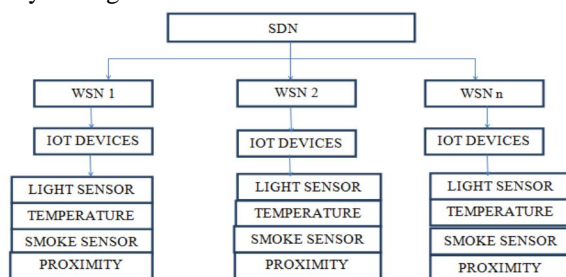 SDN
WSN 1
WSN 2
WSN n
IOT DEVICES
IOT DEVICES
IOT DEVICES
LIGHT SENSOR
TEMPERATURE
SMOKE SENSOR
PROXIMITY
LIGHT SENSOR
TEMPERATURE
SMOKE SENSOR
PROXIMITY
LIGHT SENSOR
TEMPERATURE
SMOKE SENSOR
PROXIMITY